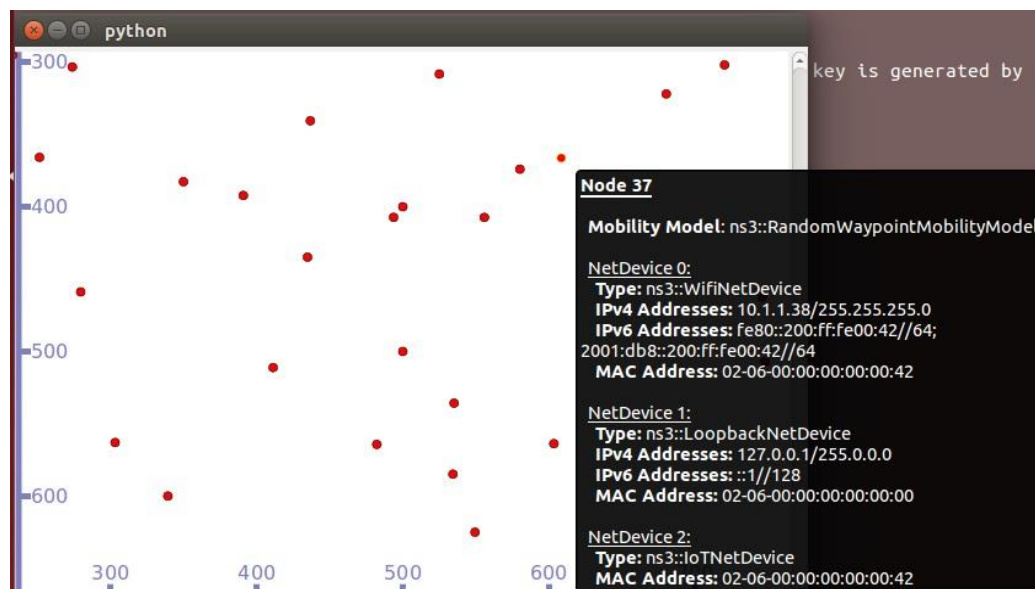 python
key is generated by
300
400
500
600
300
400
500
600
Node 37
Mobility Model: ns3::RandomWaypointMobilityModel
NetDevice 0:
Type: ns3::WifiNetDevice
IPv4 Addresses: 10.1.1.38/255.255.255.0
IPv6 Addresses: fe80::200:ff:fe00:42//64;
2001:db8::200:ff:fe00:42//64
MAC Address: 02-06-00:00:00:00:00:42
NetDevice 1:
Type: ns3::LoopbackNetDevice
IPv4 Addresses: 127.0.0.1/255.0.0.0
IPv6 Addresses: ::1//128
MAC Address: 02-06-00:00:00:00:00:00
NetDevice 2:
Type: ns3::IoTNetDevice
MAC Address: 02-06-00:00:00:00:00:42